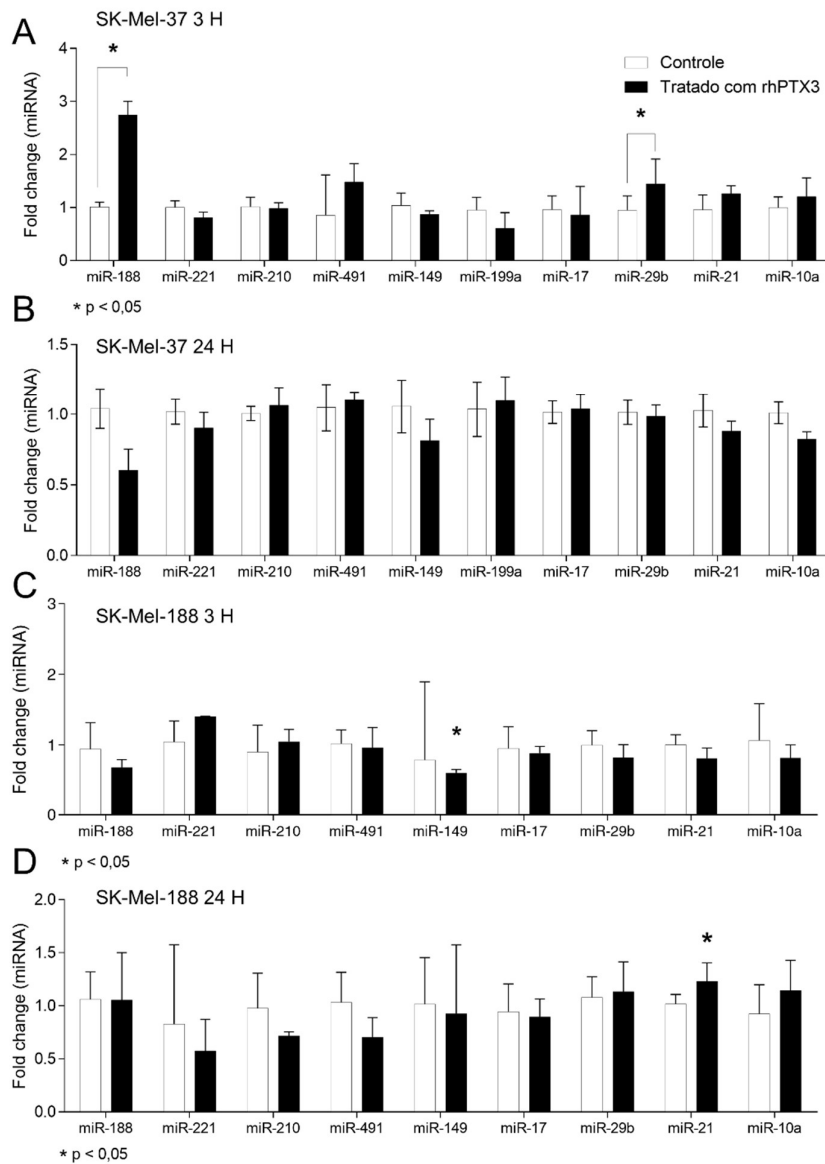 A
SK-Mel-37 3 H
Controle
Tratado com rhPTX3
Fold change (miRNA)
4
3
2
1
0
*
*
miR-188 miR-221 miR-210 miR-491 miR-149 miR-199a miR-17 miR-29b miR-21 miR-10a
* p < 0,05
B
SK-Mel-37 24 H
Fold change (miRNA)
1.5
1.0
0.5
0.0
miR-188 miR-221 miR-210 miR-491 miR-149 miR-199a miR-17 miR-29b miR-21 miR-10a
C
SK-Mel-188 3 H
Fold change (miRNA)
3
2
1
0
*
miR-188 miR-221 miR-210 miR-491 miR-149 miR-17 miR-29b miR-21 miR-10a
* p < 0,05
D
SK-Mel-188 24 H
Fold change (miRNA)
2.0
1.5
1.0
0.5
0.0
*
miR-188 miR-221 miR-210 miR-491 miR-149 miR-17 miR-29b miR-21 miR-10a
* p < 0,05